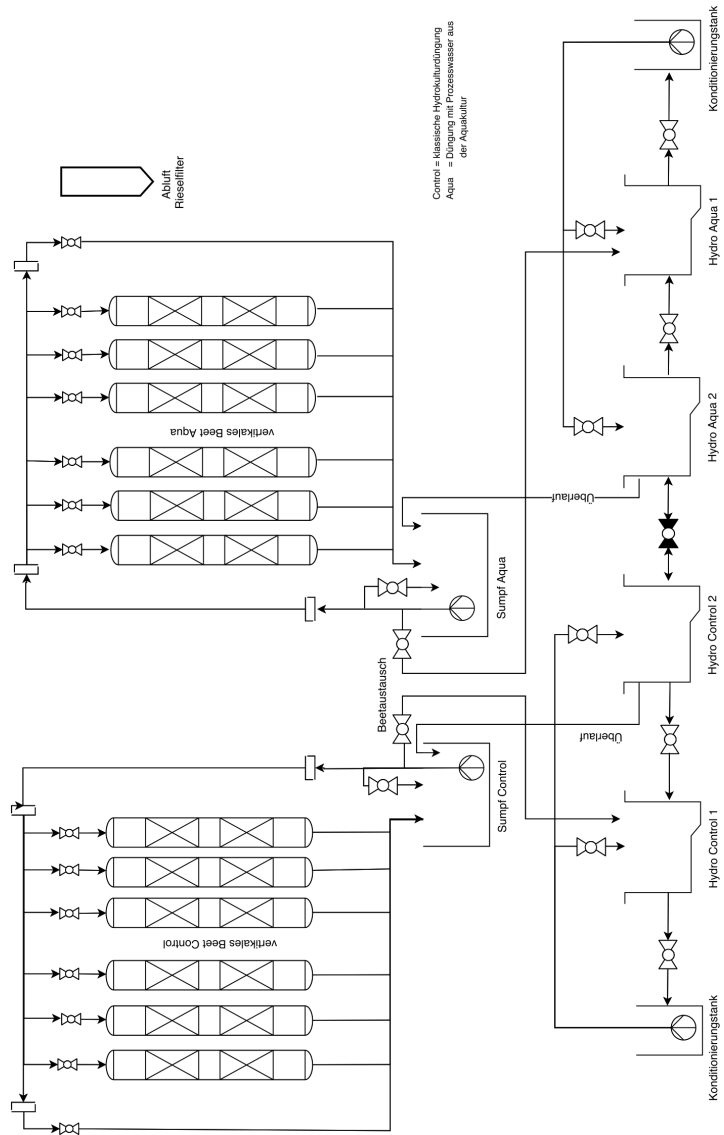 Abluft
Rieselfilter
Control = Klassische Hydrokulturdüngung
Aqua = Düngung mit Prozesswasser aus
der Aquakultur
vertikales Beet Control
vertikales Beet Aqua
Beetaustausch
Sumpf Control
Sumpf Aqua
Überlauf
Überlauf
Konditionierungstank
Hydro Control 1
Hydro Control 2
Hydro Aqua 2
Hydro Aqua 1
Konditionierungstank